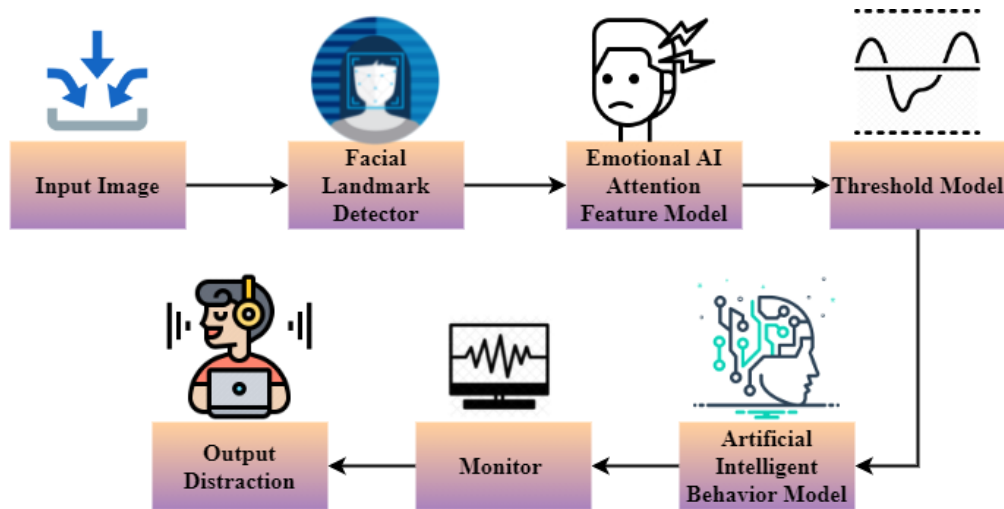 Input Image
Facial
Landmark
Detector
Emotional AI
Attention
Feature Model
Threshold Model
Artificial
Intelligent
Behavior Model
Monitor
Output
Distraction